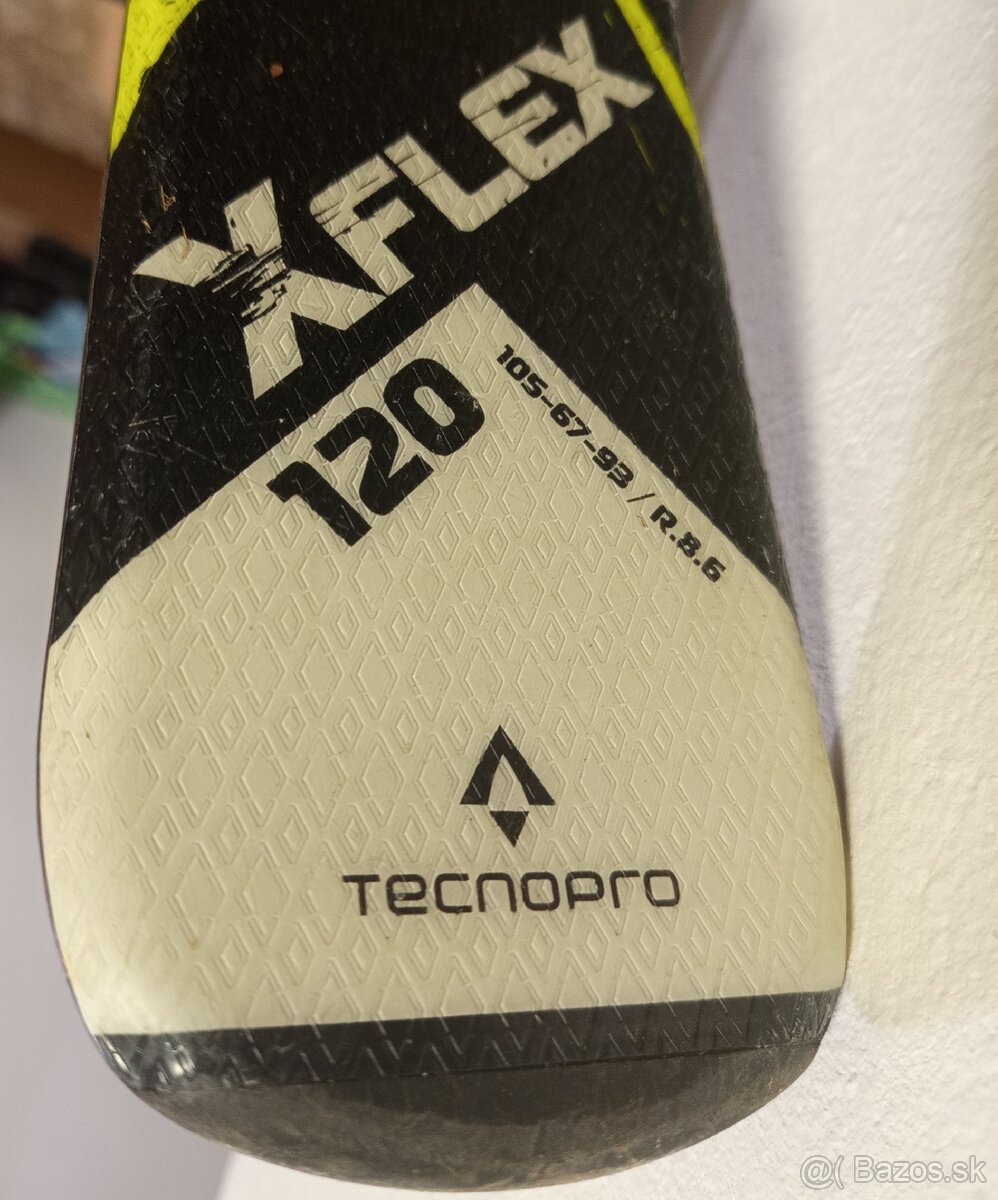 XFLEX
120
105-67-93 / R.8.6
TECNOPRO
@( Bazos.sk